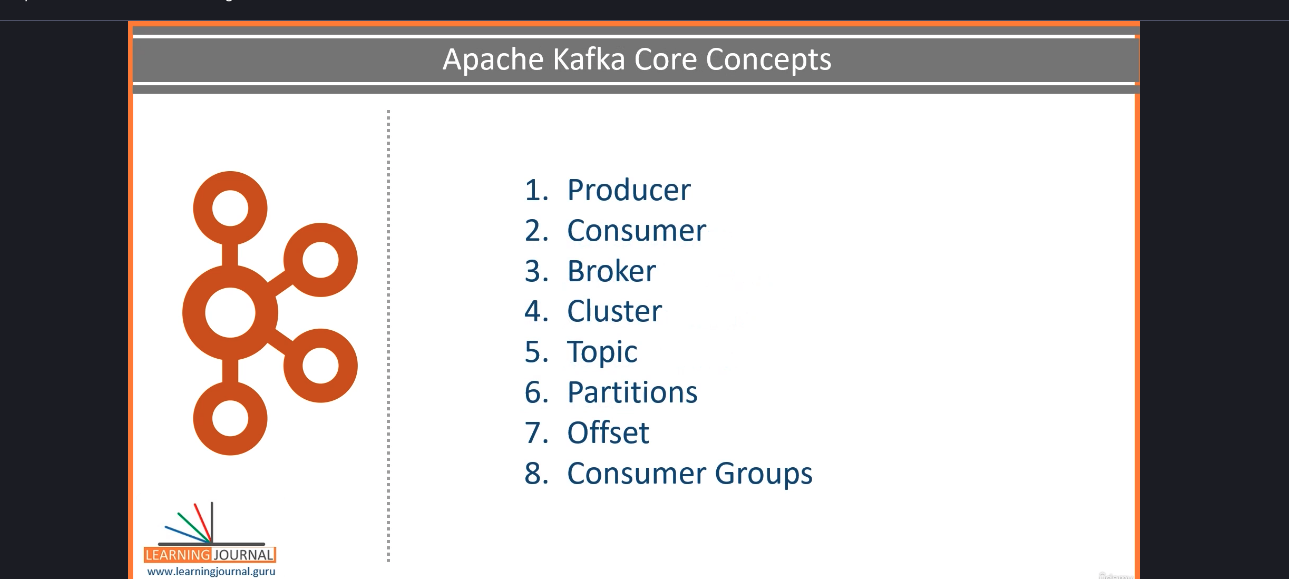 Apache Kafka Core Concepts
1. Producer
2. Consumer
3. Broker
4. Cluster
5. Topic
6. Partitions
7. Offset
8. Consumer Groups
LEARNING JOURNAL
www.learningjournal.guru